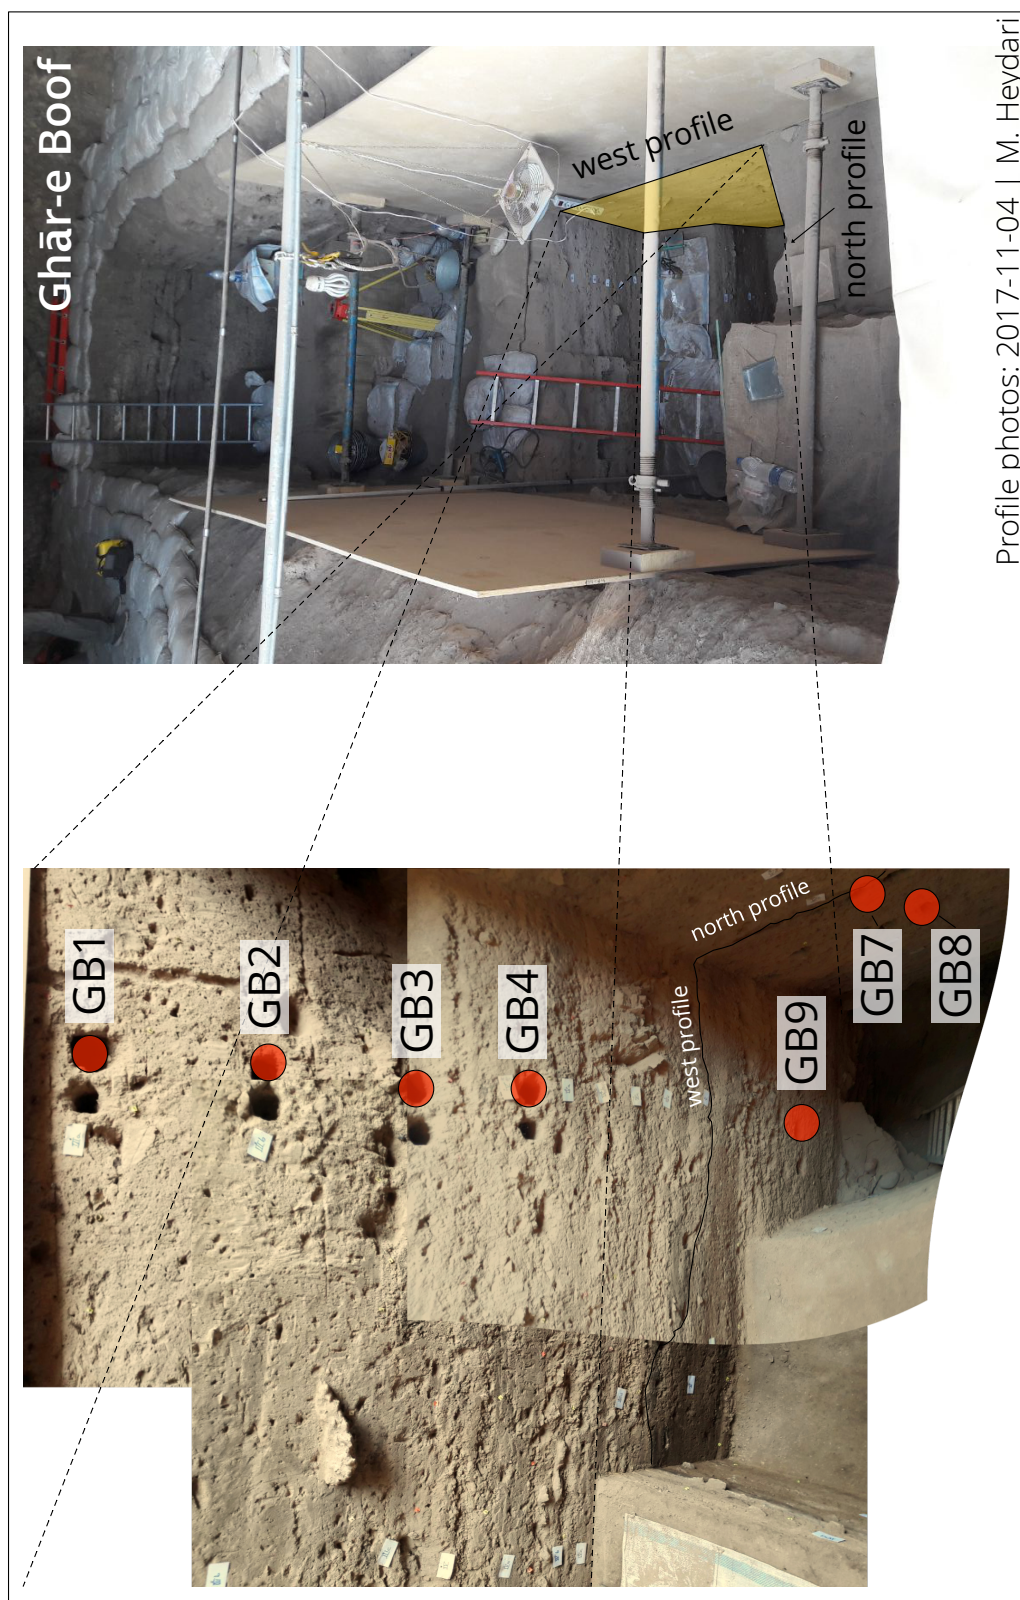 Ghār-e Boof
west profile
north profile
Profile photos: 2017-11-04 | M. Heydari
GB1
GB2
GB3
GB4
north profile
west profile
GB9
GB7
GB8